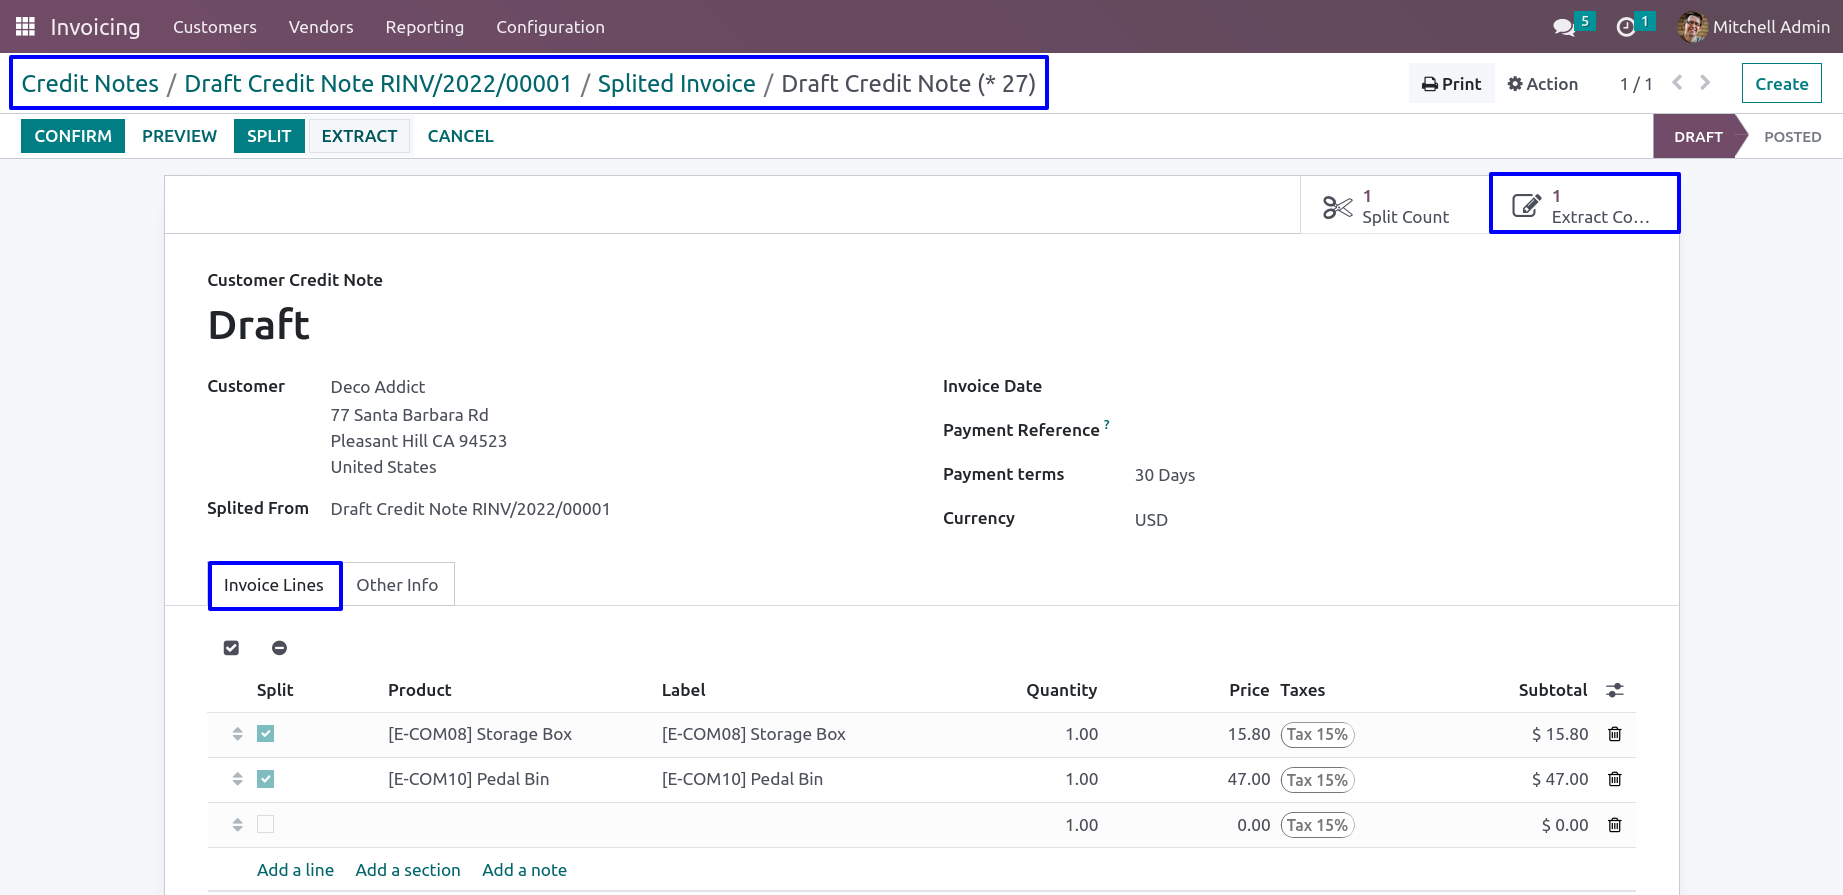 Invoicing Customers Vendors Reporting Configuration 5 1 Mitchell Admin
Credit Notes / Draft Credit Note RINV/2022/00001 / Splited Invoice / Draft Credit Note (* 27) Print Action 1 / 1 Create
CONFIRM PREVIEW SPLIT EXTRACT CANCEL DRAFT POSTED
1
Split Count
1
Extract Co...
Customer Credit Note
Draft
Customer Deco Addict
77 Santa Barbara Rd
Pleasant Hill CA 94523
United States
Splited From Draft Credit Note RINV/2022/00001
Invoice Date
Payment Reference ?
Payment terms 30 Days
Currency USD
Invoice Lines Other Info
Split Product Label Quantity Price Taxes Subtotal
[E-COM08] Storage Box [E-COM08] Storage Box 1.00 15.80 Tax 15% $ 15.80
[E-COM10] Pedal Bin [E-COM10] Pedal Bin 1.00 47.00 Tax 15% $ 47.00
1.00 0.00 Tax 15% $ 0.00
Add a line Add a section Add a note